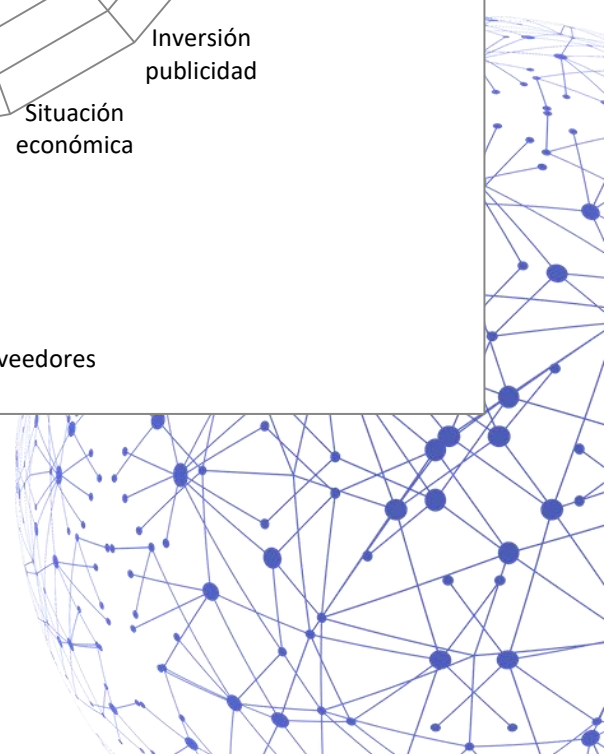 Inversión
publicidad
Situación
económica
veedores